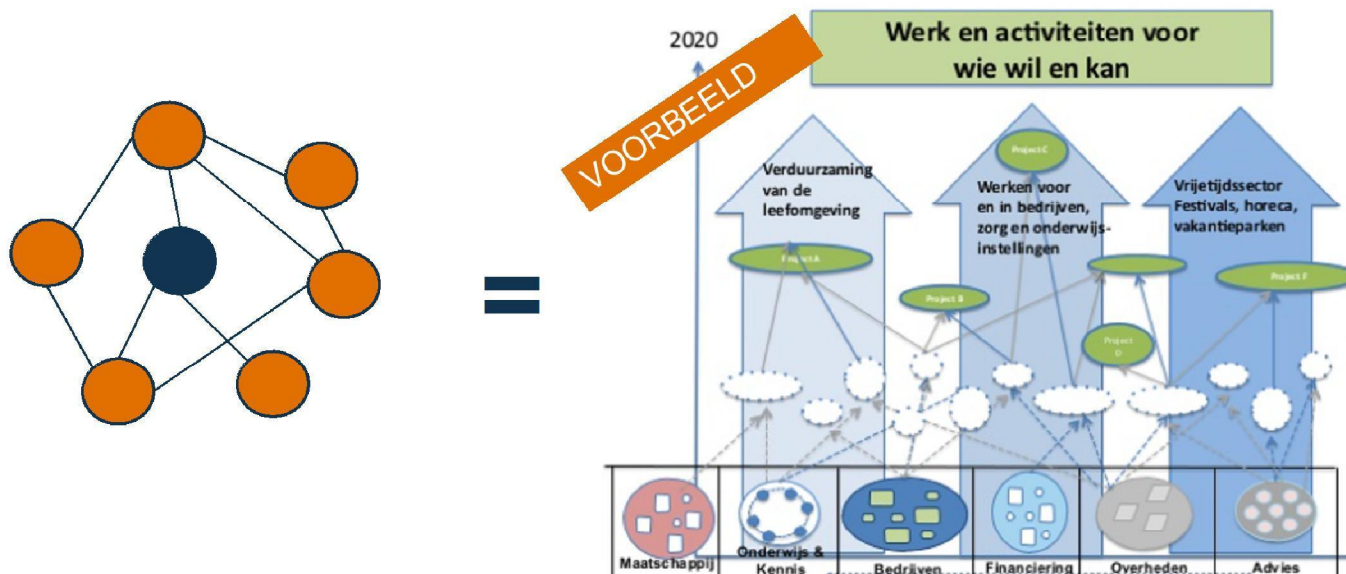 2020
VOORBEELD
Werk en activiteiten voor
wie wil en kan
Verduurzaming
van de
leefomgeving
Werken voor
en in bedrijven,
zorg en onderwijs-
instellingen
Vrijetijdssector
Festivals, horeca,
vakantieparken
Project C
Project A
Project B
Project F
Project
D
=
Maatschappij
Onderwijs &
Kennis
Bedrijven
Financiering
Overheden
Advies